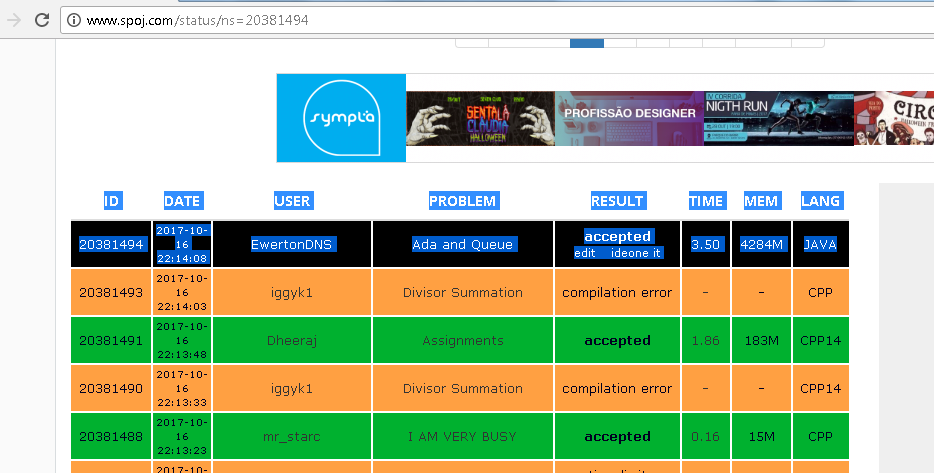 www.spoj.com/status/ns=20381494
sympla
SENTALÁ
CLAUDIA
HALLOWEEN
PROFISSÃO DESIGNER
IV CORRIDA
NIGTH RUN
CIRC
ID DATE USER PROBLEM RESULT TIME MEM LANG
20381494 2017-10-16 22:14:08 EwertonDNS Ada and Queue accepted edit ideone it 3.50 4284M JAVA
20381493 2017-10-16 22:14:03 iggyk1 Divisor Summation compilation error - - CPP
20381491 2017-10-16 22:13:48 Dheeraj Assignments accepted 1.86 183M CPP14
20381490 2017-10-16 22:13:33 iggyk1 Divisor Summation compilation error - - CPP14
20381488 2017-10-16 22:13:23 mr_starc I AM VERY BUSY accepted 0.16 15M CPP
2017-10-